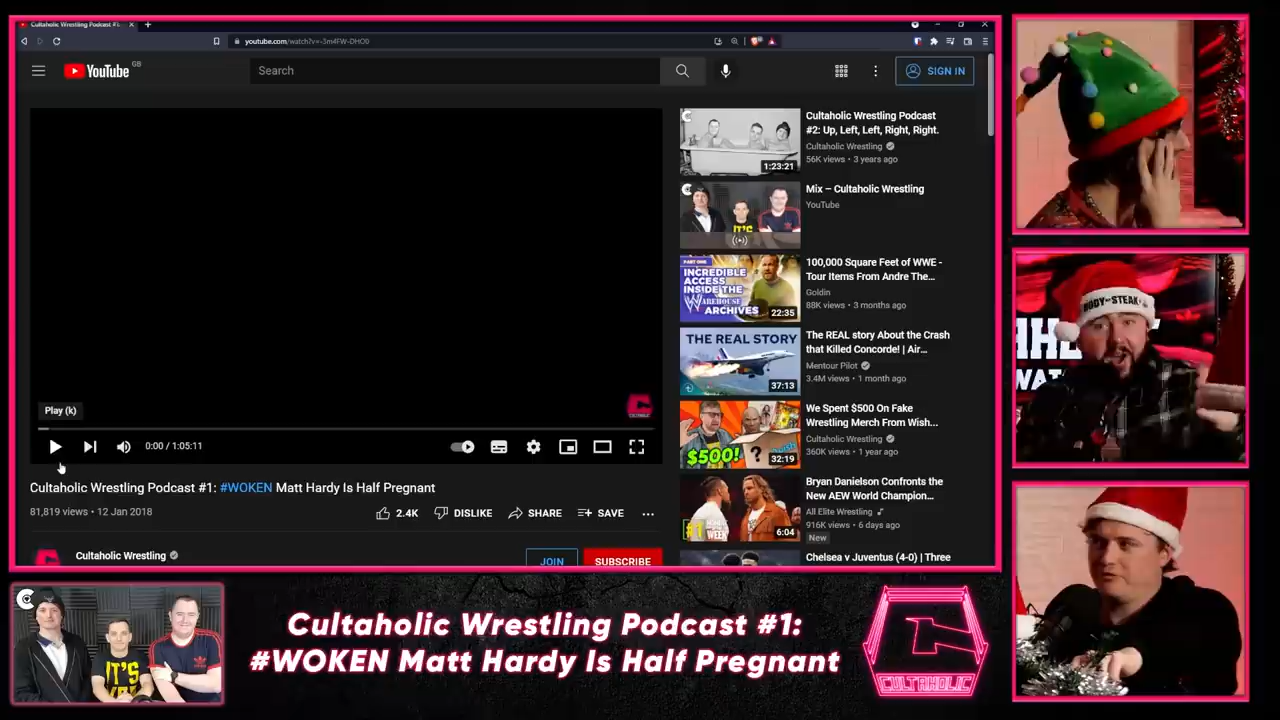 Cultaholic Wrestling Podcast #1:
youtube.com/watch?v=-3m4FW-DHO0
YouTube GB
Search
SIGN IN
Play (k)
0:00 / 1:05:11
CULTAHOLIC
Cultaholic Wrestling Podcast #1: #WOKEN Matt Hardy Is Half Pregnant
81,819 views • 12 Jan 2018
2.4K
DISLIKE
SHARE
SAVE
Cultaholic Wrestling
JOIN
SUBSCRIBE
1:23:21
Cultaholic Wrestling Podcast
#2: Up, Left, Left, Right, Right.
Cultaholic Wrestling
56K views • 3 years ago
IT'S
Mix – Cultaholic Wrestling
YouTube
PART ONE
INCREDIBLE
ACCESS
INSIDE THE
WAREHOUSE
ARCHIVES
22:35
100,000 Square Feet of WWE -
Tour Items From Andre The...
Goldin
88K views • 3 months ago
THE REAL STORY
37:13
The REAL story About the Crash
that Killed Concorde! | Air...
Mentour Pilot
3.4M views • 1 month ago
$500!
32:19
We Spent $500 On Fake
Wrestling Merch From Wish...
Cultaholic Wrestling
360K views • 1 year ago
#1
6:04
Bryan Danielson Confronts the
New AEW World Champion...
All Elite Wrestling
916K views • 6 days ago
New
Chelsea v Juventus (4-0) | Three
BODY-STEAK
IT'S
Cultaholic Wrestling Podcast #1:
#WOKEN Matt Hardy Is Half Pregnant
CULTAHOLIC